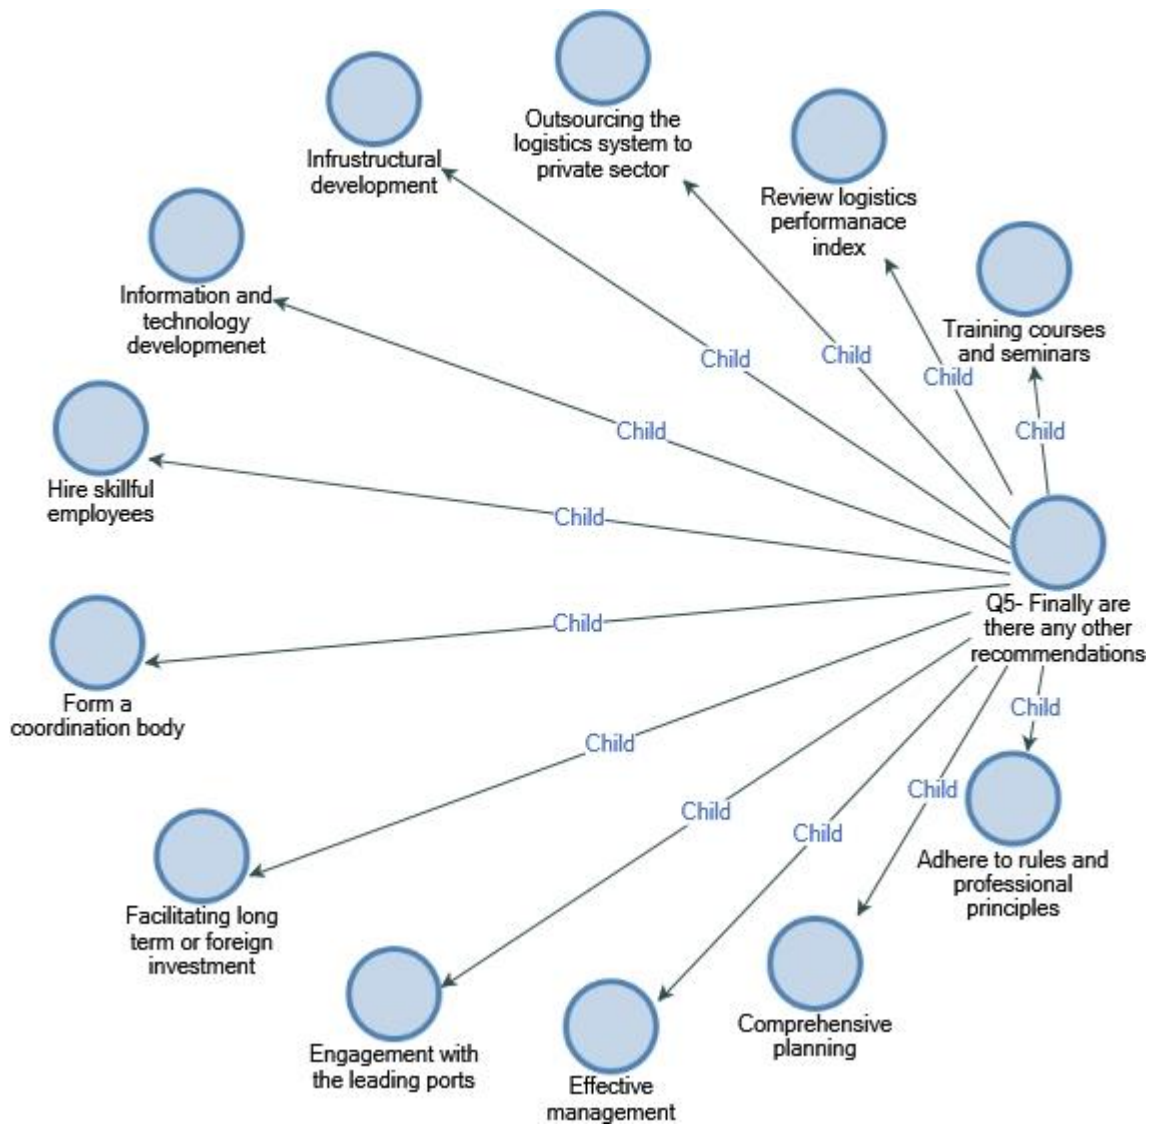 Outsourcing the
logistics system to
private sector
Infrustructural
development
Review logistics
performanace
index
Information and
technology
developmenet
Training courses
and seminars
Child
Child
Child
Child
Child
Child
Hire skillful
employees
Child
Q5- Finally are
there any other
recommendations
Child
Form a
coordination body
Child
Child
Child
Child
Child
Adhere to rules and
professional
principles
Facilitating long
term or foreign
investment
Comprehensive
planning
Engagement with
the leading ports
Effective
management